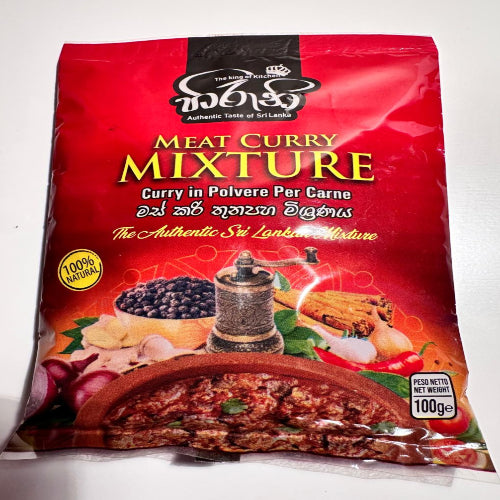 The king of Kitchen
Authentic Taste of Sri Lanka
MEAT CURRY
MIXTURE
Curry in Polvere Per Carne
මස් කරි තුනපහ මිශ්‍රණය
The Authentic Sri Lankan Mixture
100%
NATURAL
PESO NETTO
NET WEIGHT
100g℮